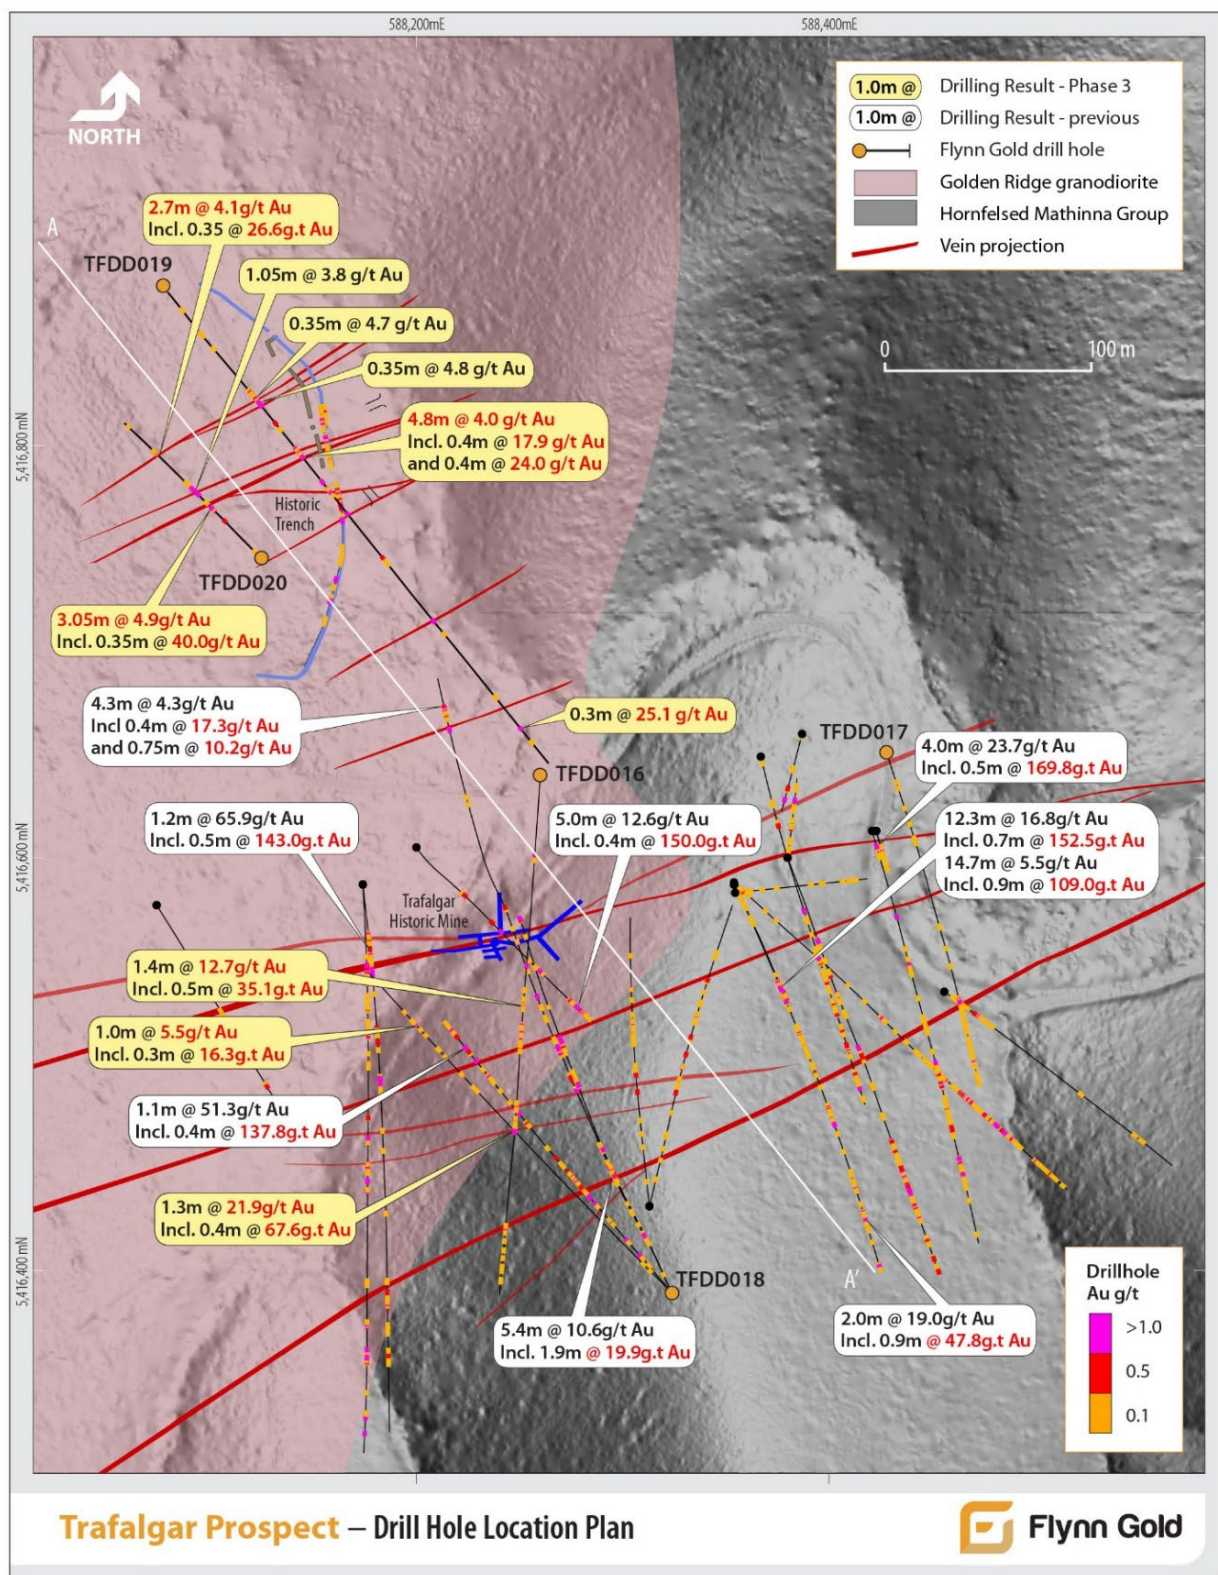 588,200mE
588,400mE
NORTH
1.0m @ Drilling Result - Phase 3
1.0m @ Drilling Result - previous
Flynn Gold drill hole
Golden Ridge granodiorite
Hornfelsed Mathinna Group
Vein projection
0 100 m
A
2.7m @ 4.1g/t Au
Incl. 0.35 @ 26.6g.t Au
TFDD019
1.05m @ 3.8 g/t Au
0.35m @ 4.7 g/t Au
0.35m @ 4.8 g/t Au
4.8m @ 4.0 g/t Au
Incl. 0.4m @ 17.9 g/t Au
and 0.4m @ 24.0 g/t Au
5,416,800 mN
Historic
Trench
TFDD020
3.05m @ 4.9g/t Au
Incl. 0.35m @ 40.0g/t Au
4.3m @ 4.3g/t Au
Incl 0.4m @ 17.3g/t Au
and 0.75m @ 10.2g/t Au
0.3m @ 25.1 g/t Au
TFDD016
TFDD017
4.0m @ 23.7g/t Au
Incl. 0.5m @ 169.8g.t Au
1.2m @ 65.9g/t Au
Incl. 0.5m @ 143.0g.t Au
5.0m @ 12.6g/t Au
Incl. 0.4m @ 150.0g.t Au
12.3m @ 16.8g/t Au
Incl. 0.7m @ 152.5g.t Au
14.7m @ 5.5g/t Au
Incl. 0.9m @ 109.0g.t Au
5,416,600 mN
Trafalgar
Historic Mine
1.4m @ 12.7g/t Au
Incl. 0.5m @ 35.1g.t Au
1.0m @ 5.5g/t Au
Incl. 0.3m @ 16.3g.t Au
1.1m @ 51.3g/t Au
Incl. 0.4m @ 137.8g.t Au
1.3m @ 21.9g/t Au
Incl. 0.4m @ 67.6g.t Au
5,416,400 mN
TFDD018
A'
5.4m @ 10.6g/t Au
Incl. 1.9m @ 19.9g.t Au
2.0m @ 19.0g/t Au
Incl. 0.9m @ 47.8g.t Au
Drillhole
Au g/t
>1.0
0.5
0.1
Trafalgar Prospect – Drill Hole Location Plan
Flynn Gold